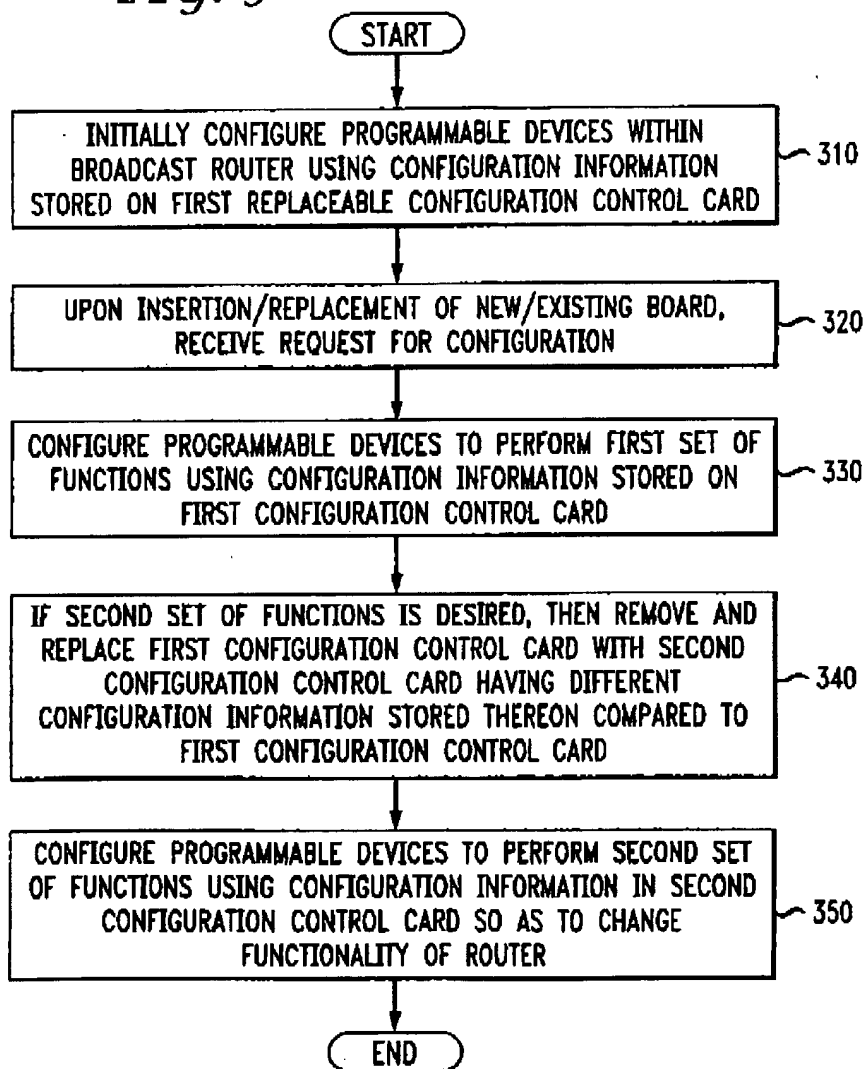 START
INITIALLY CONFIGURE PROGRAMMABLE DEVICES WITHIN
BROADCAST ROUTER USING CONFIGURATION INFORMATION
STORED ON FIRST REPLACEABLE CONFIGURATION CONTROL CARD
310
UPON INSERTION/REPLACEMENT OF NEW/EXISTING BOARD,
RECEIVE REQUEST FOR CONFIGURATION
320
CONFIGURE PROGRAMMABLE DEVICES TO PERFORM FIRST SET OF
FUNCTIONS USING CONFIGURATION INFORMATION STORED ON
FIRST CONFIGURATION CONTROL CARD
330
IF SECOND SET OF FUNCTIONS IS DESIRED, THEN REMOVE AND
REPLACE FIRST CONFIGURATION CONTROL CARD WITH SECOND
CONFIGURATION CONTROL CARD HAVING DIFFERENT
CONFIGURATION INFORMATION STORED THEREON COMPARED TO
FIRST CONFIGURATION CONTROL CARD
340
CONFIGURE PROGRAMMABLE DEVICES TO PERFORM SECOND SET
OF FUNCTIONS USING CONFIGURATION INFORMATION IN SECOND
CONFIGURATION CONTROL CARD SO AS TO CHANGE
FUNCTIONALITY OF ROUTER
350
END